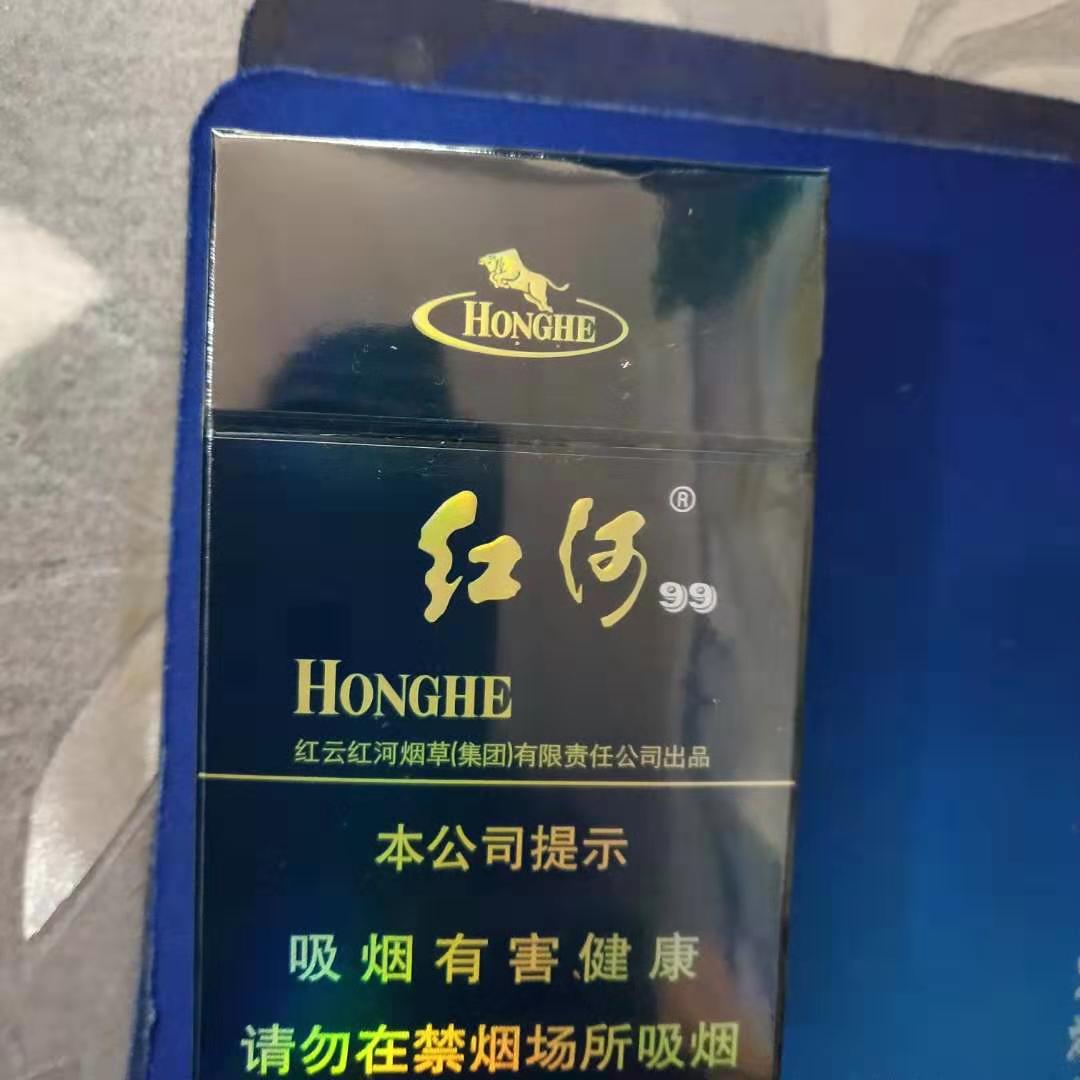 HONGHE
红河®
99
HONGHE
红云红河烟草(集团)有限责任公司出品
本公司提示
吸烟有害健康
请勿在禁烟场所吸烟